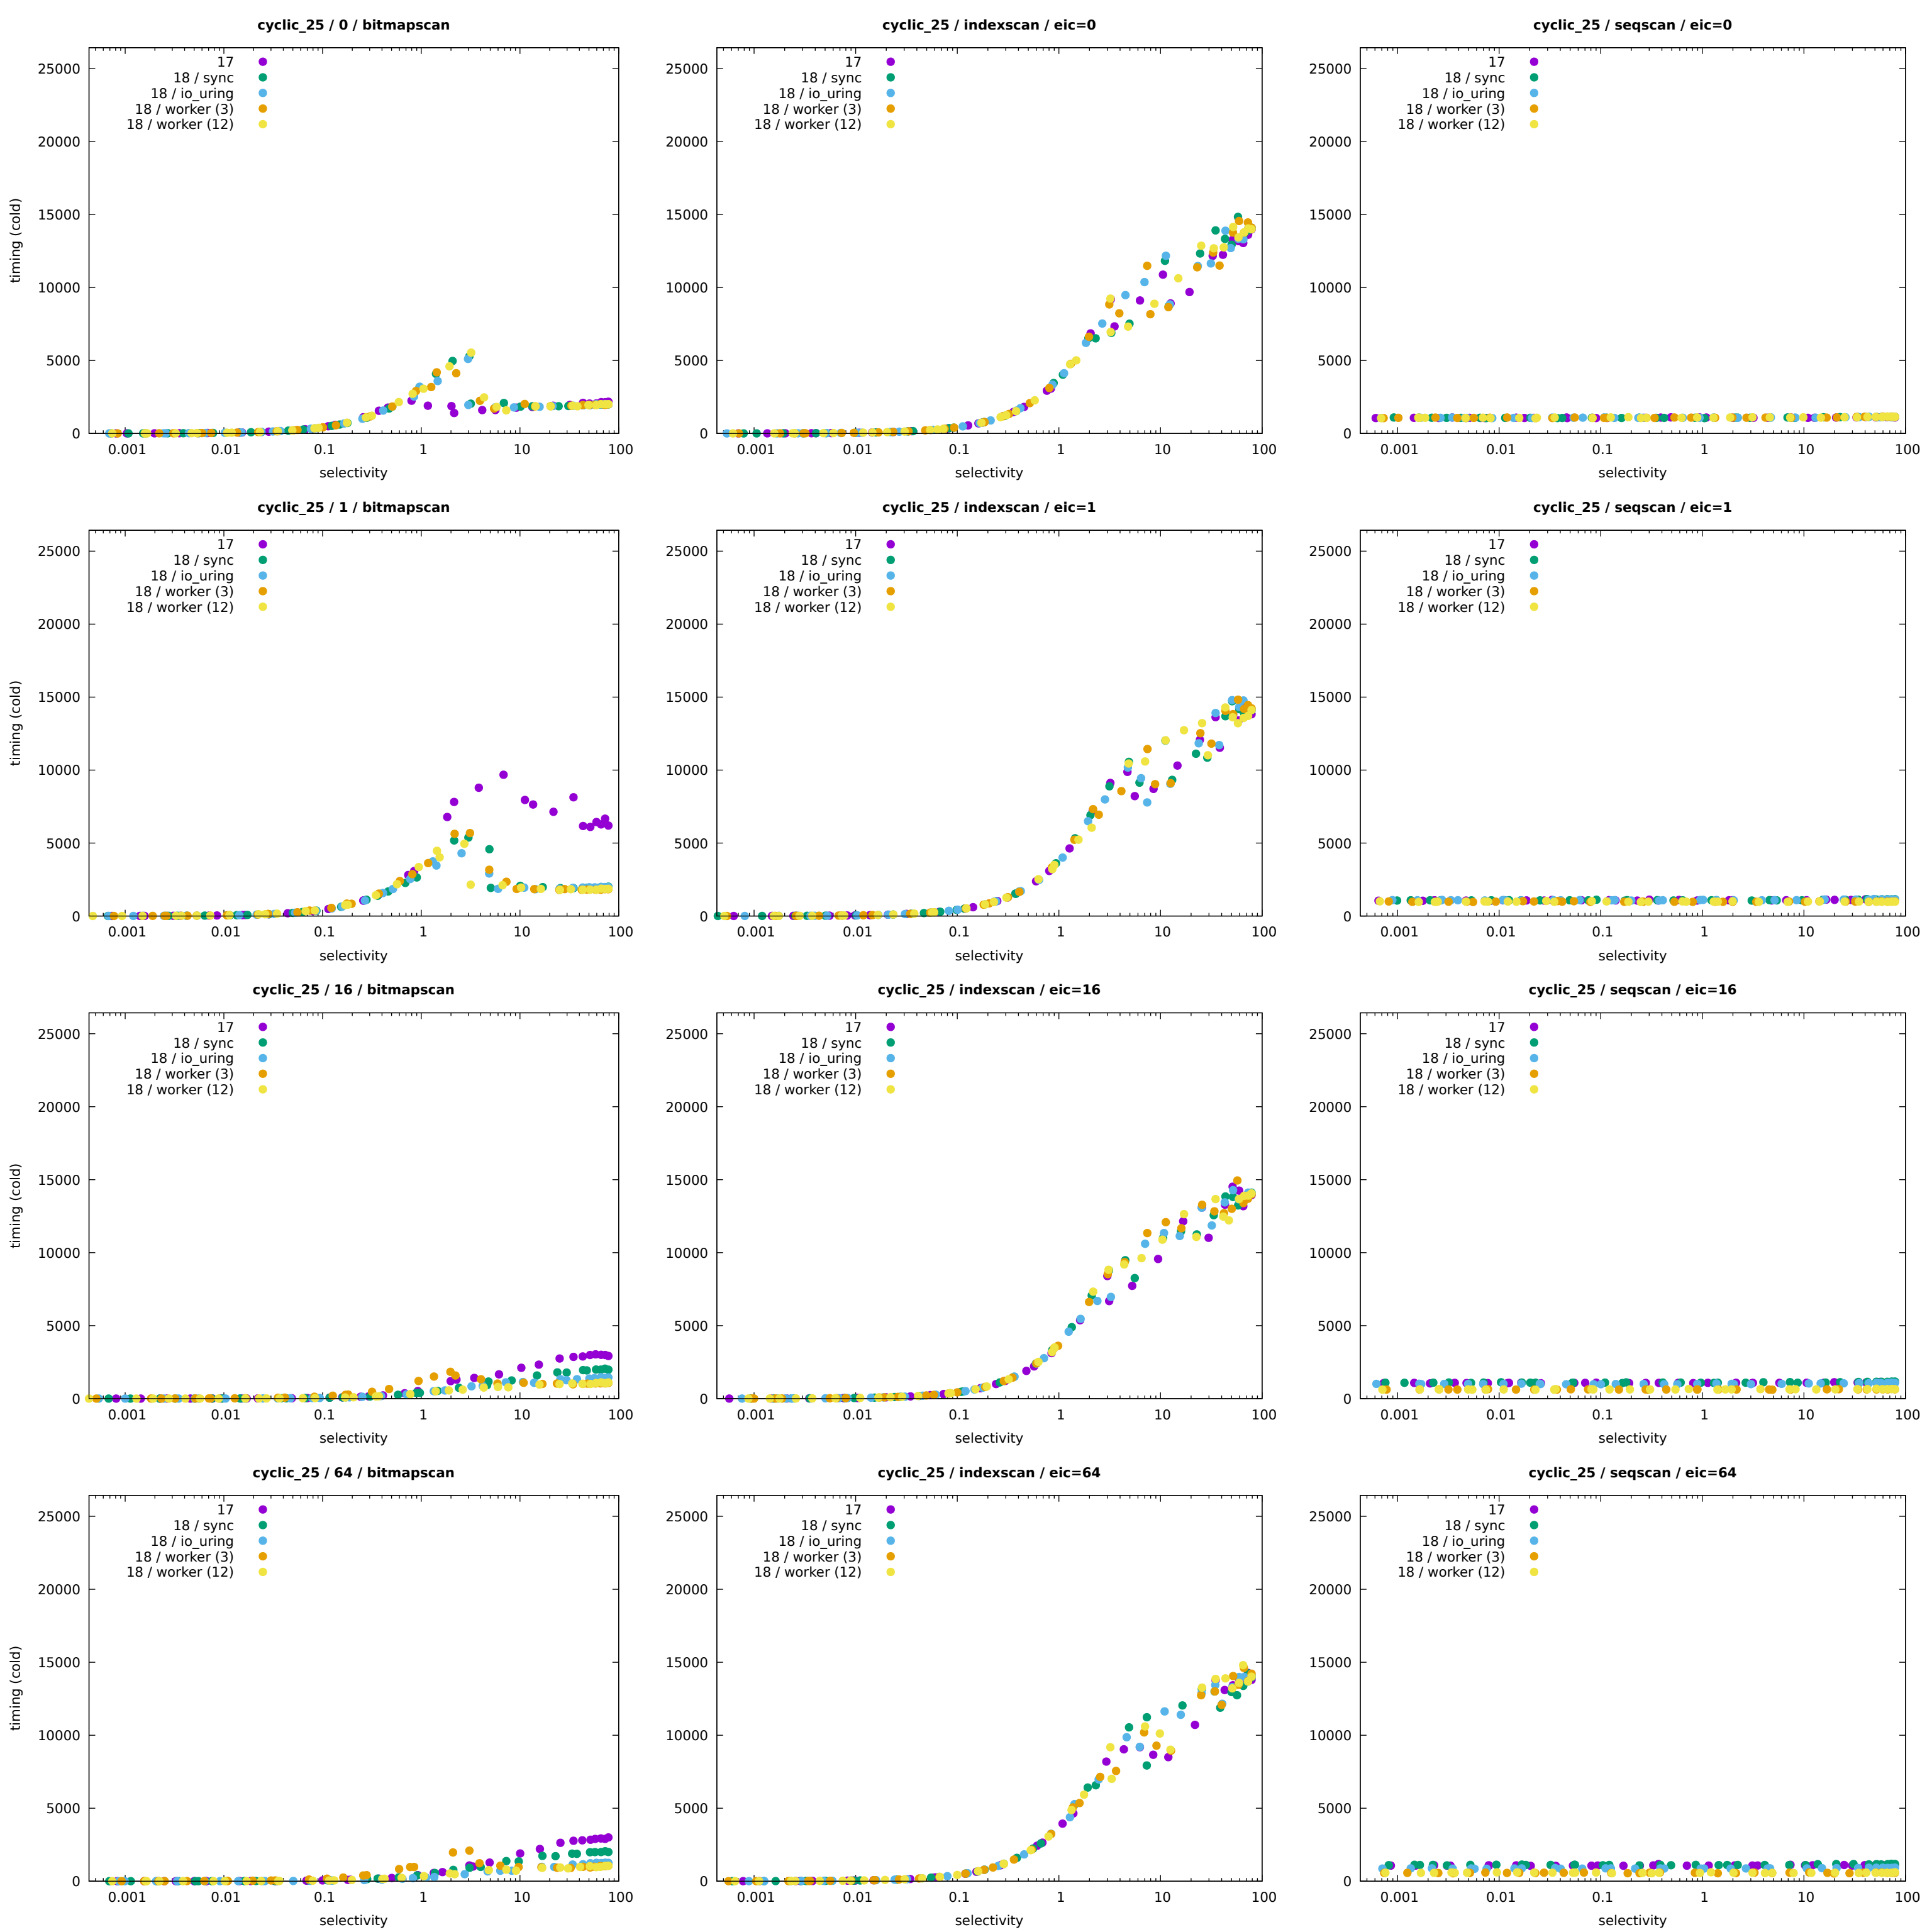 cyclic_25 / 0 / bitmapscan
17
18 / sync
18 / io_uring
18 / worker (3)
18 / worker (12)
timing (cold)
25000
20000
15000
10000
5000
0
0.001 0.01 0.1 1 10 100
selectivity
cyclic_25 / indexscan / eic=0
17
18 / sync
18 / io_uring
18 / worker (3)
18 / worker (12)
25000
20000
15000
10000
5000
0
0.001 0.01 0.1 1 10 100
selectivity
cyclic_25 / seqscan / eic=0
17
18 / sync
18 / io_uring
18 / worker (3)
18 / worker (12)
25000
20000
15000
10000
5000
0
0.001 0.01 0.1 1 10 100
selectivity
cyclic_25 / 1 / bitmapscan
17
18 / sync
18 / io_uring
18 / worker (3)
18 / worker (12)
timing (cold)
25000
20000
15000
10000
5000
0
0.001 0.01 0.1 1 10 100
selectivity
cyclic_25 / indexscan / eic=1
17
18 / sync
18 / io_uring
18 / worker (3)
18 / worker (12)
25000
20000
15000
10000
5000
0
0.001 0.01 0.1 1 10 100
selectivity
cyclic_25 / seqscan / eic=1
17
18 / sync
18 / io_uring
18 / worker (3)
18 / worker (12)
25000
20000
15000
10000
5000
0
0.001 0.01 0.1 1 10 100
selectivity
cyclic_25 / 16 / bitmapscan
17
18 / sync
18 / io_uring
18 / worker (3)
18 / worker (12)
timing (cold)
25000
20000
15000
10000
5000
0
0.001 0.01 0.1 1 10 100
selectivity
cyclic_25 / indexscan / eic=16
17
18 / sync
18 / io_uring
18 / worker (3)
18 / worker (12)
25000
20000
15000
10000
5000
0
0.001 0.01 0.1 1 10 100
selectivity
cyclic_25 / seqscan / eic=16
17
18 / sync
18 / io_uring
18 / worker (3)
18 / worker (12)
25000
20000
15000
10000
5000
0
0.001 0.01 0.1 1 10 100
selectivity
cyclic_25 / 64 / bitmapscan
17
18 / sync
18 / io_uring
18 / worker (3)
18 / worker (12)
timing (cold)
25000
20000
15000
10000
5000
0
0.001 0.01 0.1 1 10 100
selectivity
cyclic_25 / indexscan / eic=64
17
18 / sync
18 / io_uring
18 / worker (3)
18 / worker (12)
25000
20000
15000
10000
5000
0
0.001 0.01 0.1 1 10 100
selectivity
cyclic_25 / seqscan / eic=64
17
18 / sync
18 / io_uring
18 / worker (3)
18 / worker (12)
25000
20000
15000
10000
5000
0
0.001 0.01 0.1 1 10 100
selectivity